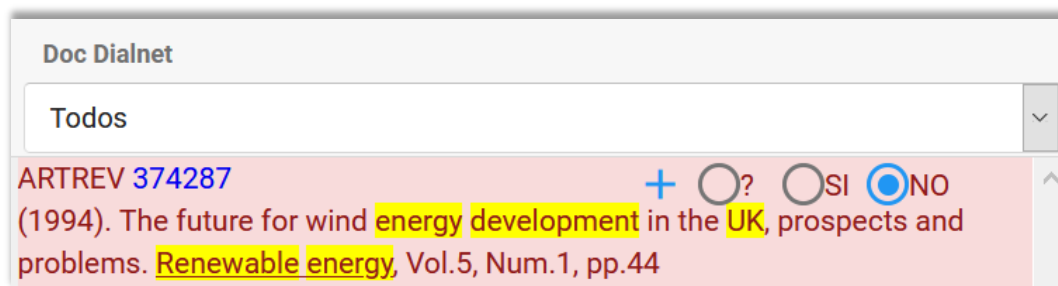 Doc Dialnet
Todos
ARTREV 374287 + ? SI NO
(1994). The future for wind energy development in the UK, prospects and
problems. Renewable energy, Vol.5, Num.1, pp.44